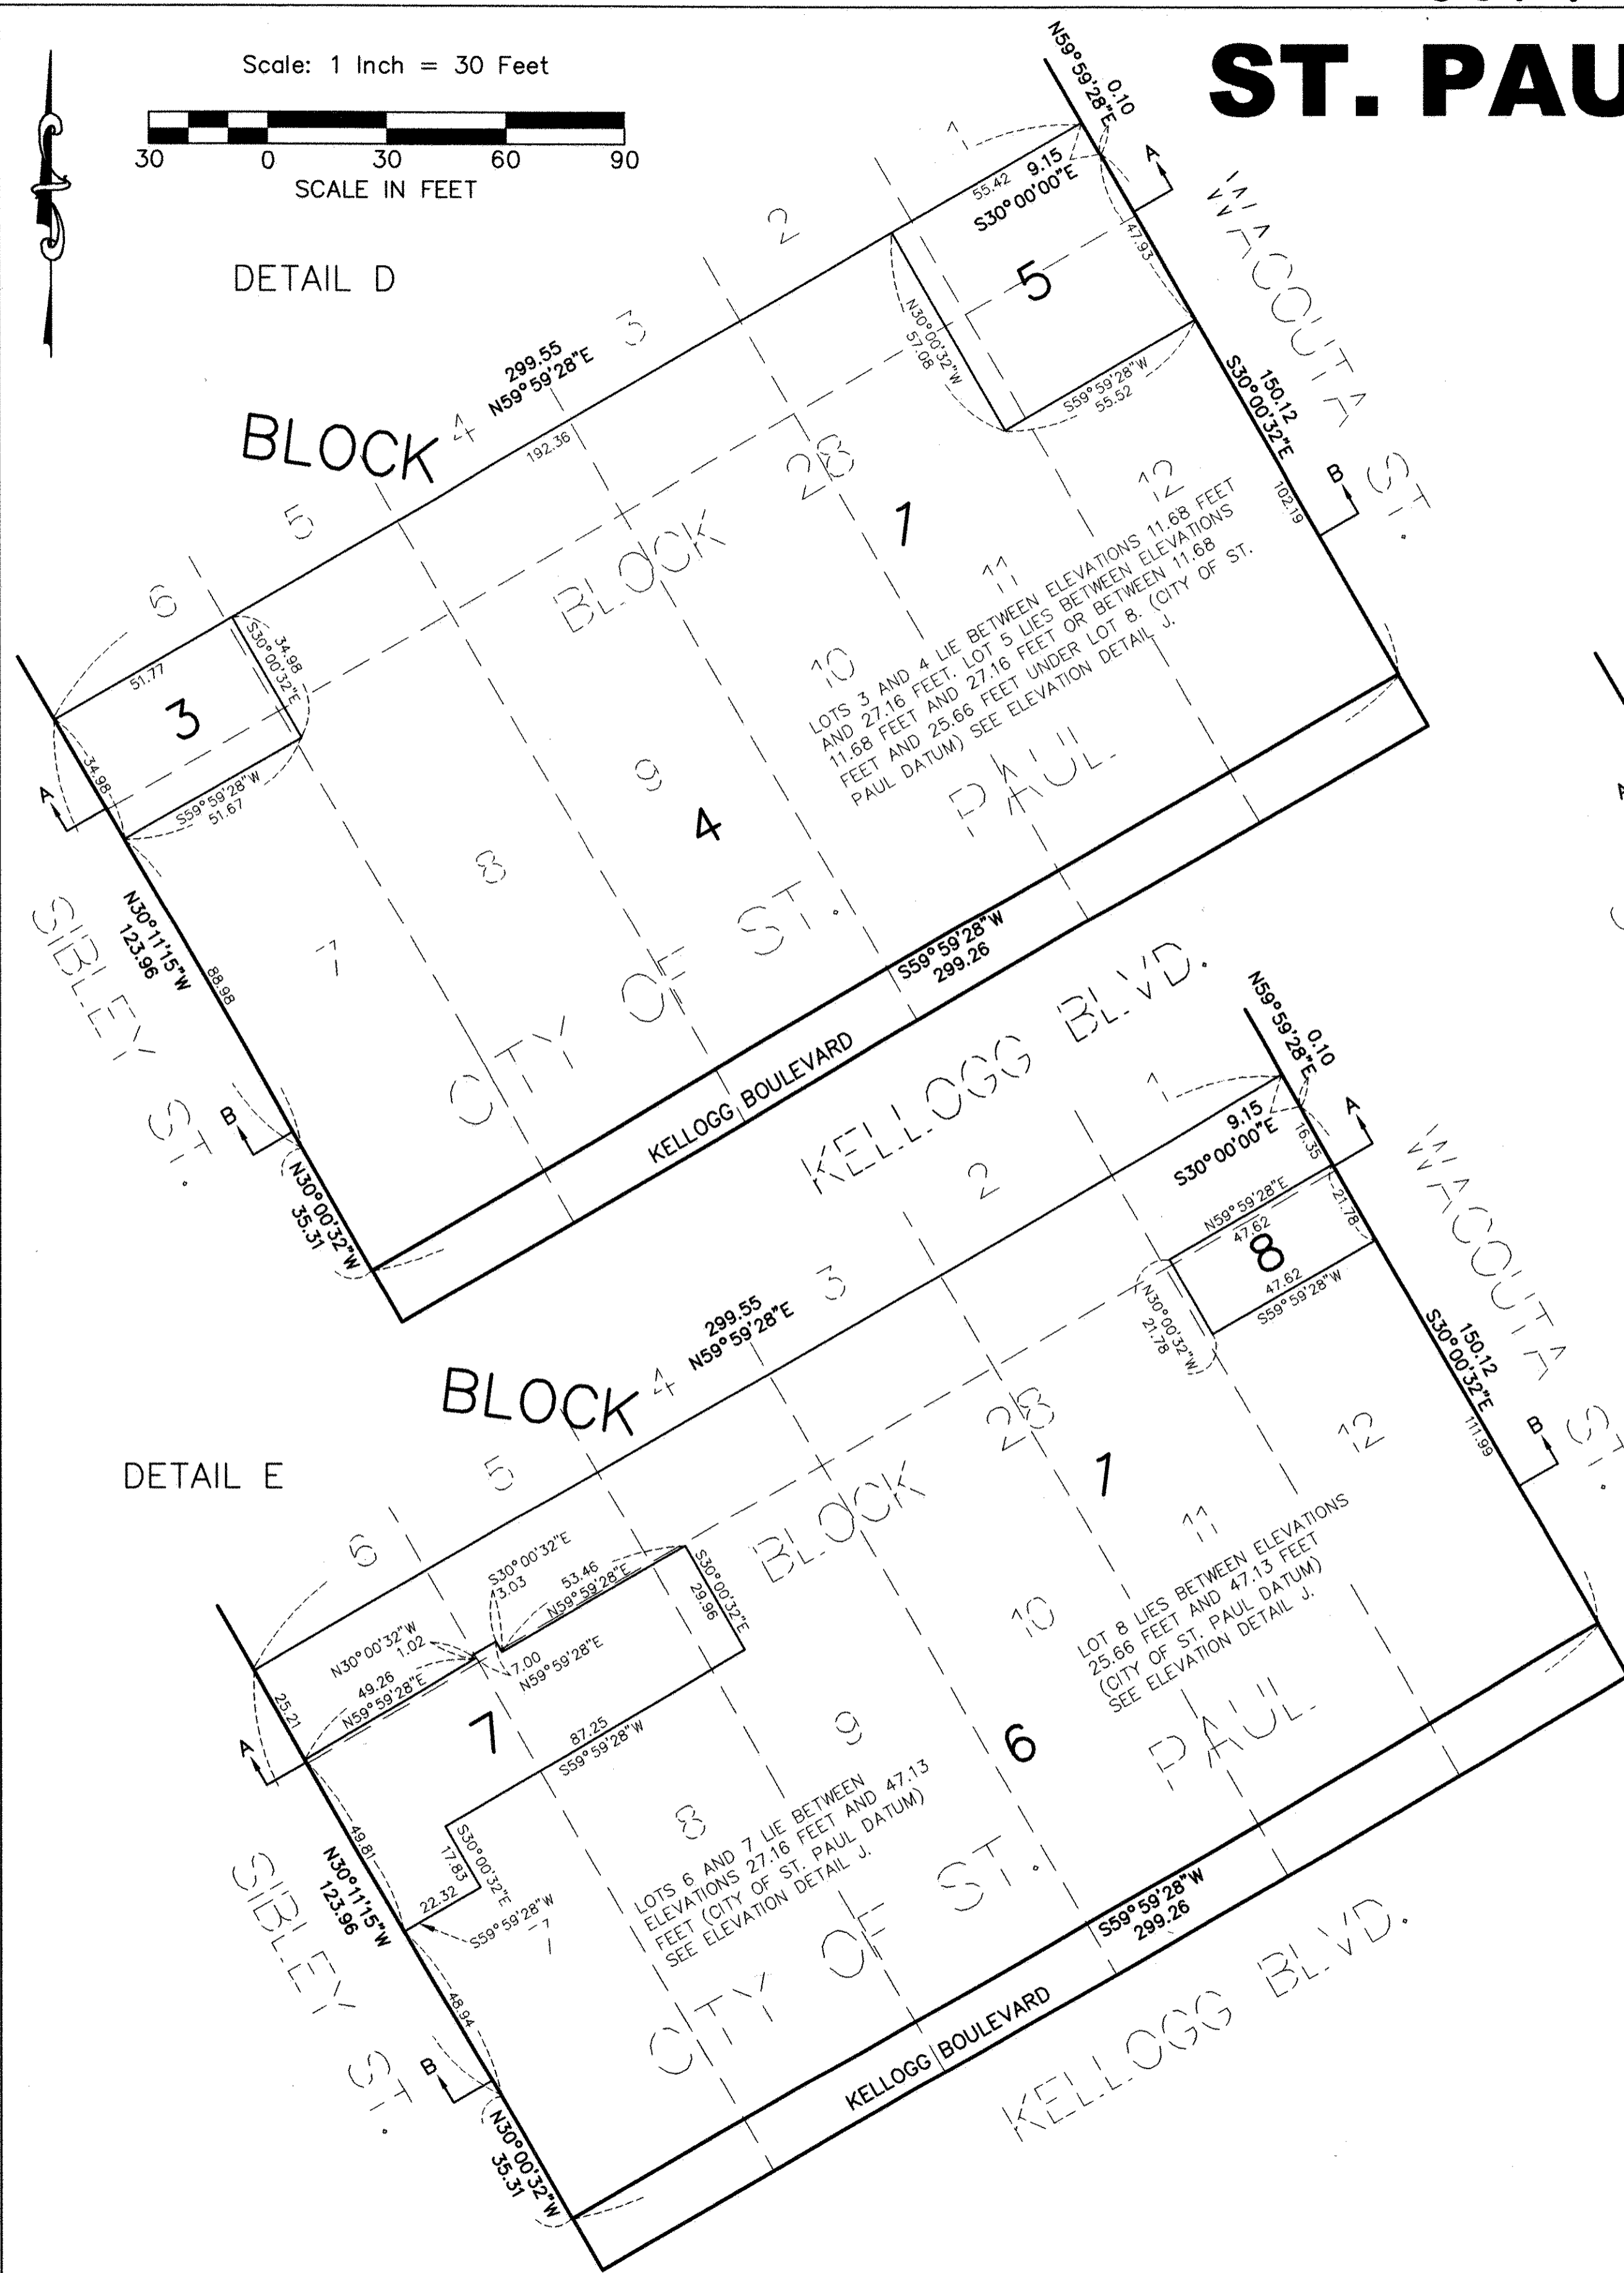 ST. PAU
Scale: 1 Inch = 30 Feet
30 0 30 60 90
SCALE IN FEET
DETAIL D
N59°59'28"E
0.10
A
1
55.42
9.15
S30°00'00"E
WACOUTA ST.
2
47.93
5
3
N30°00'32"W
57.08
299.55
N59°59'28"E
S59°59'28"W
55.52
150.12
S30°00'32"E
BLOCK
4
192.36
28
12
B
102.19
5
BLOCK
1
11
6
LOTS 3 AND 4 LIE BETWEEN ELEVATIONS 11.68 FEET
AND 27.16 FEET. LOT 5 LIES BETWEEN ELEVATIONS
11.68 FEET AND 27.16 FEET OR BETWEEN 11.68
FEET AND 25.66 FEET UNDER LOT 8. (CITY OF ST.
PAUL DATUM) SEE ELEVATION DETAIL J.
51.77
34.98
S30°00'32"E
10
3
34.98
A
S59°59'28"W
51.67
9
PAUL
4
8
N30°11'15"W
123.96
88.98
7
SIBLEY ST.
CITY OF ST.
S59°59'28"W
299.26
KELLOGG BOULEVARD
KELLOGG BLVD.
B
N30°00'32"W
35.31
N59°59'28"E
0.10
1
9.15
S30°00'00"E
16.35
A
WACOUTA ST.
2
N59°59'28"E
47.62
21.78
8
47.62
S59°59'28"W
N30°00'32"W
21.78
3
299.55
N59°59'28"E
150.12
S30°00'32"E
BLOCK
4
28
12
B
111.99
DETAIL E
5
BLOCK
1
11
6
S30°00'32"E
3.03
53.46
N59°59'28"E
S30°00'32"E
29.96
10
LOT 8 LIES BETWEEN ELEVATIONS
25.66 FEET AND 47.13 FEET
(CITY OF ST. PAUL DATUM)
SEE ELEVATION DETAIL J.
N30°00'32"W
1.02
49.26
N59°59'28"E
7.00
N59°59'28"E
25.21
A
7
87.25
S59°59'28"W
9
6
PAUL
8
LOTS 6 AND 7 LIE BETWEEN
ELEVATIONS 27.16 FEET AND 47.13
FEET (CITY OF ST. PAUL DATUM)
SEE ELEVATION DETAIL J.
49.81
N30°11'15"W
123.96
S30°00'32"E
17.83
22.32
S59°59'28"W
7
SIBLEY ST.
48.94
CITY OF ST.
S59°59'28"W
299.26
KELLOGG BOULEVARD
KELLOGG BLVD.
B
N30°00'32"W
35.31